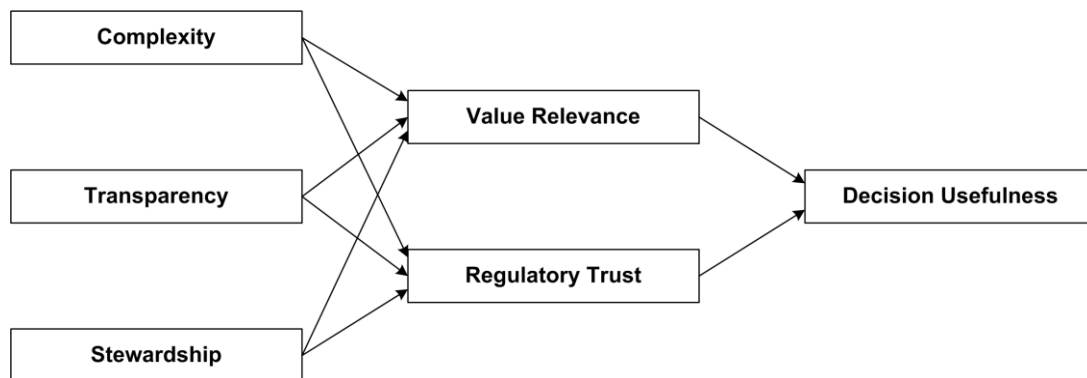 Complexity
Value Relevance
Transparency
Decision Usefulness
Regulatory Trust
Stewardship